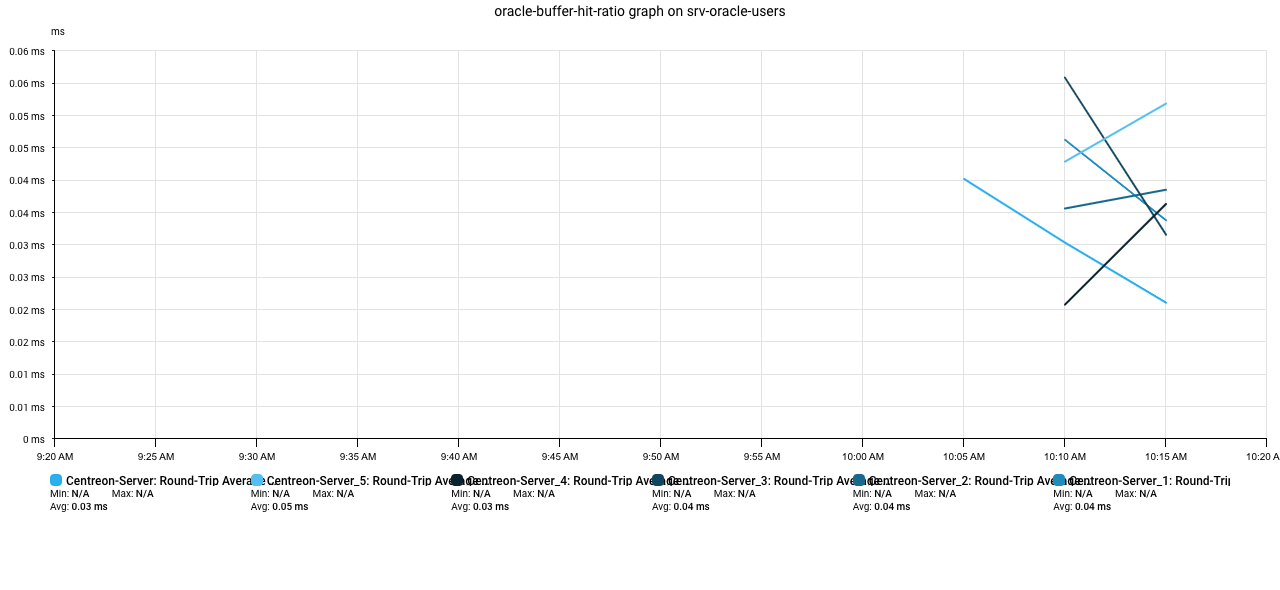 oracle-buffer-hit-ratio graph on srv-oracle-users
ms
0.06 ms
0.06 ms
0.05 ms
0.05 ms
0.04 ms
0.04 ms
0.03 ms
0.03 ms
0.02 ms
0.02 ms
0.01 ms
0.01 ms
0 ms
9:20 AM 9:25 AM 9:30 AM 9:35 AM 9:40 AM 9:45 AM 9:50 AM 9:55 AM 10:00 AM 10:05 AM 10:10 AM 10:15 AM 10:20 A
Centreon-Server: Round-Trip Average Centreon-Server_5: Round-Trip Average... Centreon-Server_4: Round-Trip Average... Centreon-Server_3: Round-Trip Average... Centreon-Server_2: Round-Trip Average... Centreon-Server_1: Round-Trip
Min: N/A Max: N/A Min: N/A Max: N/A Min: N/A Max: N/A Min: N/A Max: N/A Min: N/A Max: N/A Min: N/A Max: N/A
Avg: 0.03 ms Avg: 0.05 ms Avg: 0.03 ms Avg: 0.04 ms Avg: 0.04 ms Avg: 0.04 ms